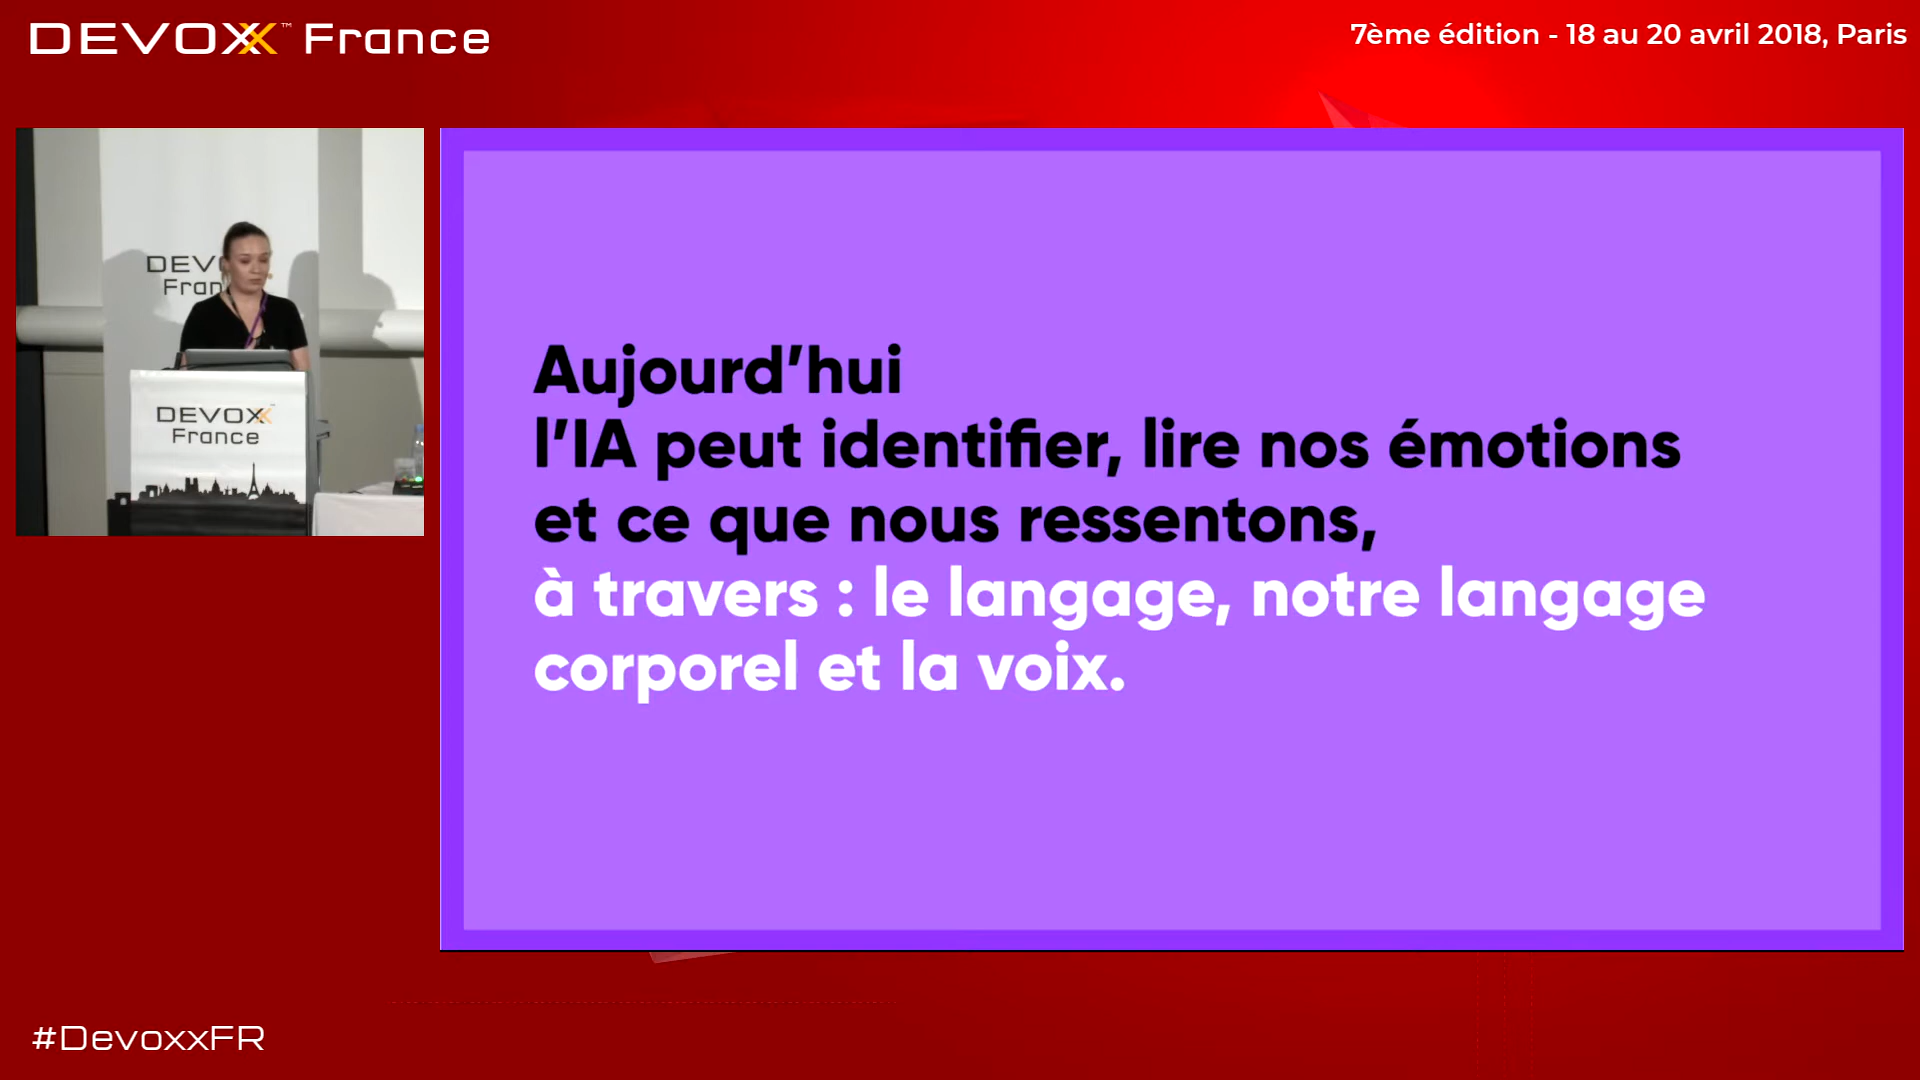 DEVOXX™ France
7ème édition - 18 au 20 avril 2018, Paris
DEV
Fran
DEVOXX
France
Aujourd’hui
l’IA peut identifier, lire nos émotions
et ce que nous ressentons,
à travers : le langage, notre langage
corporel et la voix.
#DevoxxFR